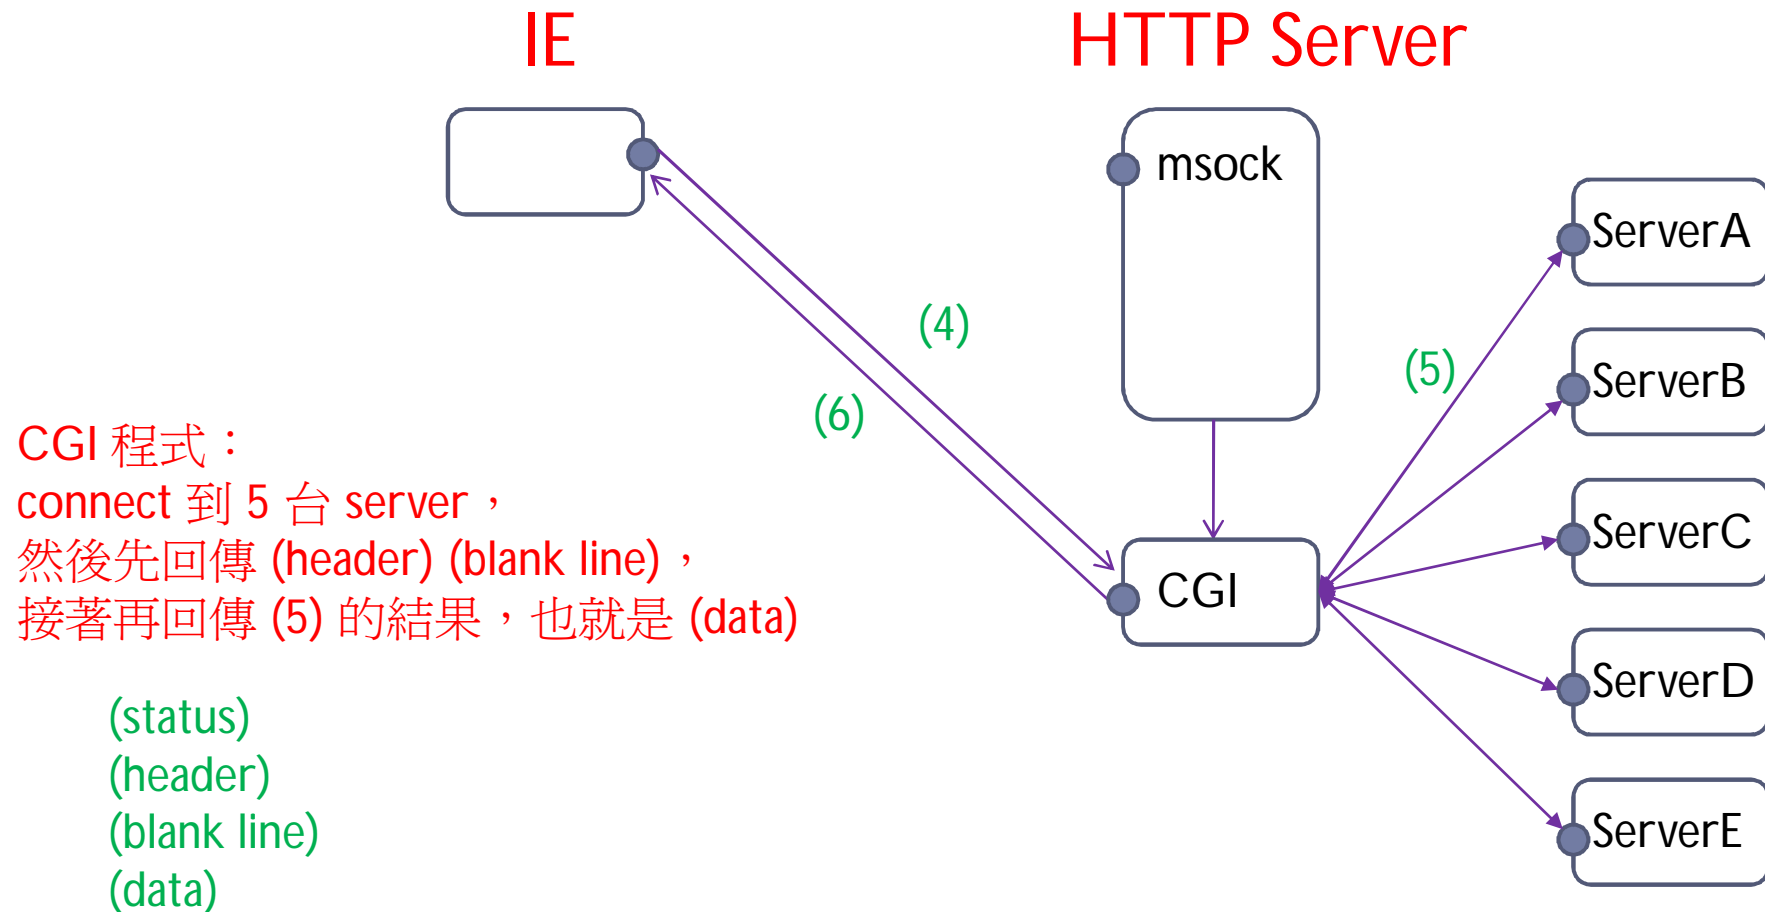 IE
HTTP Server
msock
ServerA
(4)
(5)
ServerB
(6)
CGI 程式：
connect 到 5 台 server，
然後先回傳 (header) (blank line)，
接著再回傳 (5) 的結果，也就是 (data)
ServerC
CGI
ServerD
(status)
(header)
(blank line)
(data)
ServerE